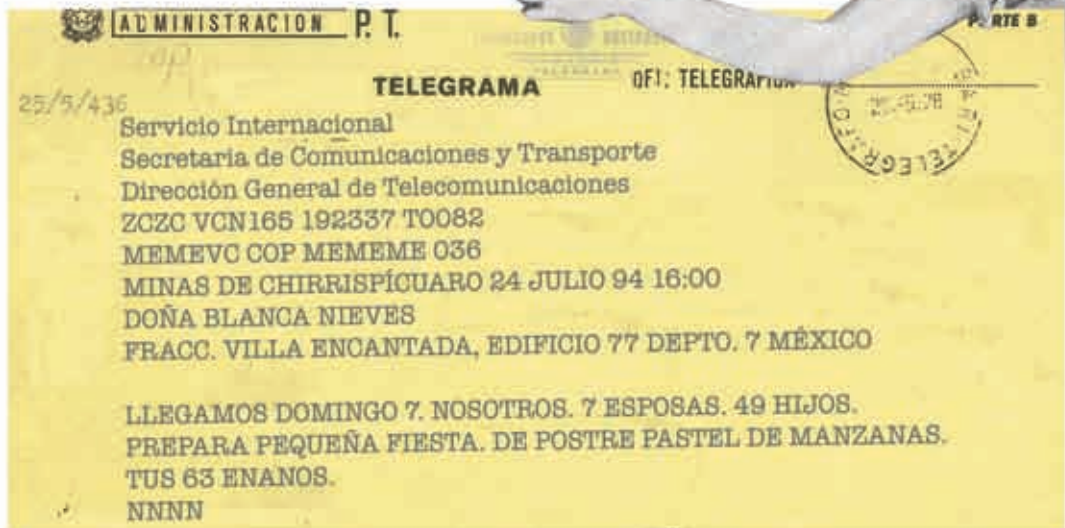 ADMINISTRACION P. T.
PARTE B
TELEGRAMA
OFI: TELEGRAFICA
25/5/436
Servicio Internacional
Secretaria de Comunicaciones y Transporte
Dirección General de Telecomunicaciones
ZCZC VCN165 192337 T0082
MEMEVC COP MEMEME 036
MINAS DE CHIRRISPÍCUARO 24 JULIO 94 16:00
DOÑA BLANCA NIEVES
FRACC. VILLA ENCANTADA, EDIFICIO 77 DEPTO. 7 MÉXICO
LLEGAMOS DOMINGO 7. NOSOTROS. 7 ESPOSAS. 49 HIJOS.
PREPARA PEQUEÑA FIESTA. DE POSTRE PASTEL DE MANZANAS.
TUS 63 ENANOS.
NNNN